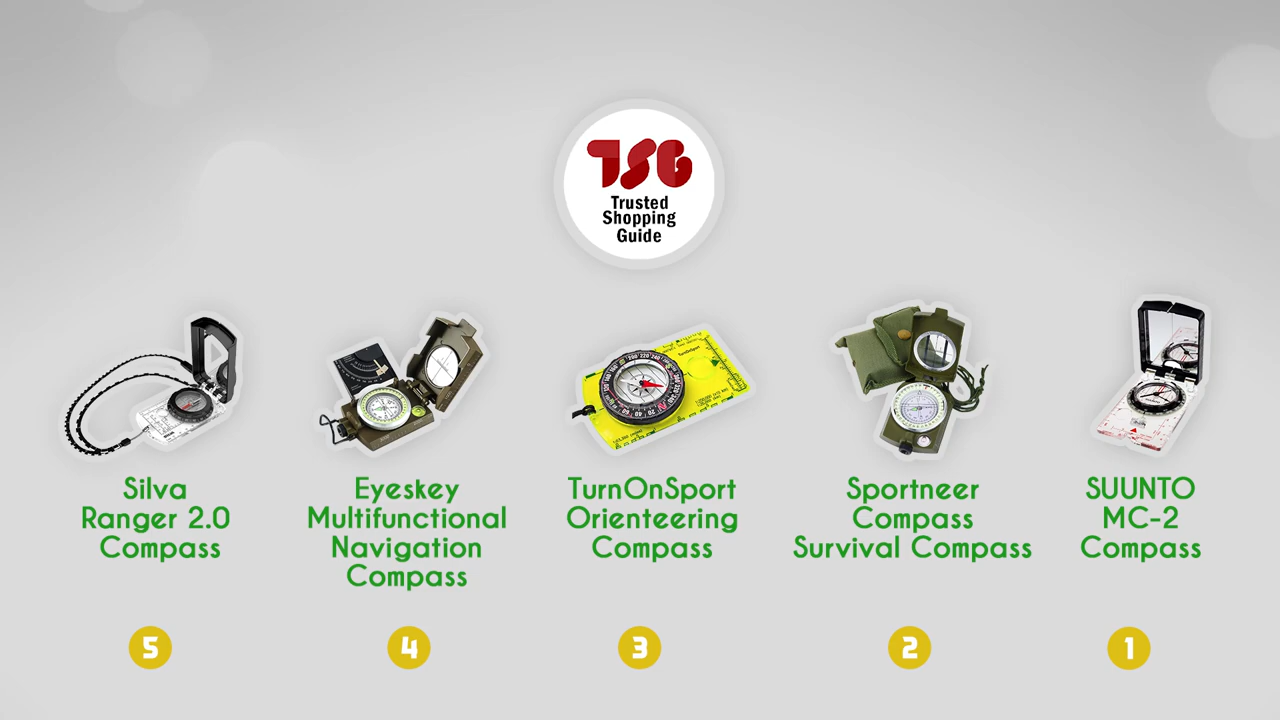 TSG
Trusted
Shopping
Guide
Silva
Ranger 2.0
Compass
Eyeskey
Multifunctional
Navigation
Compass
TurnOnSport
Orienteering
Compass
Sportneer
Compass
Survival Compass
SUUNTO
MC-2
Compass
5
4
3
2
1